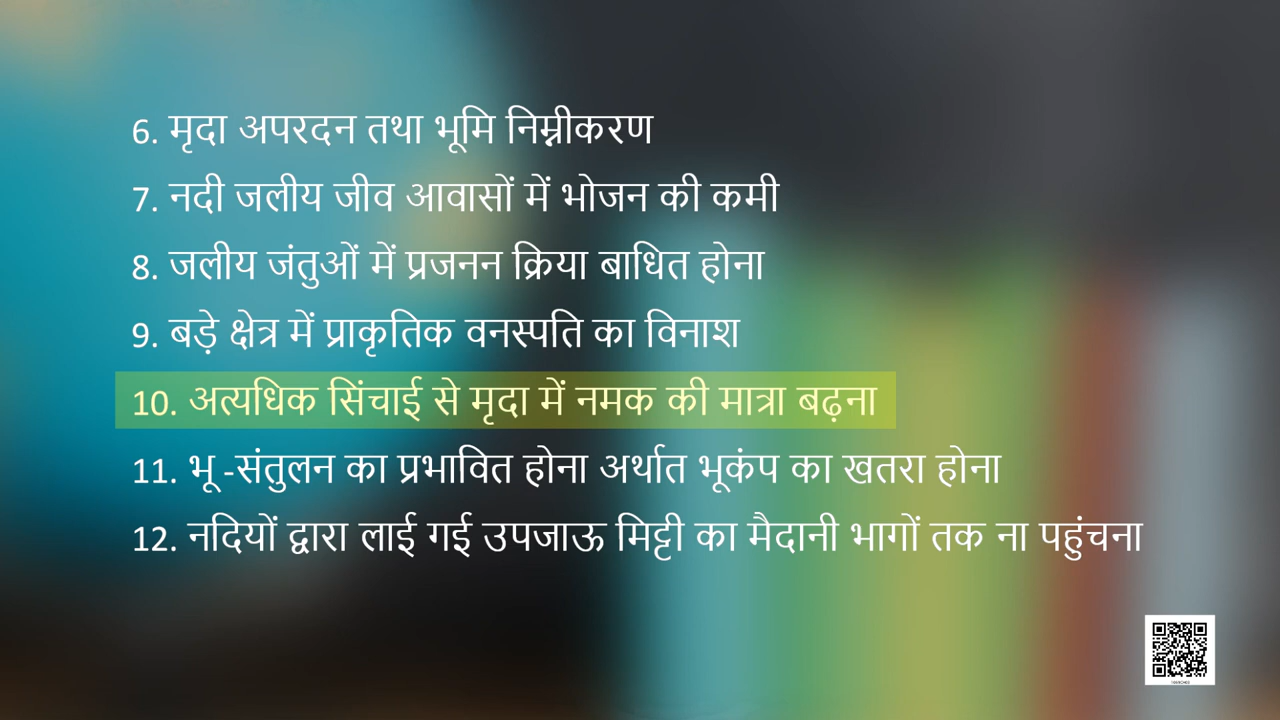 6. मृदा अपरदन तथा भूमि निम्नीकरण
7. नदी जलीय जीव आवासों में भोजन की कमी
8. जलीय जंतुओं में प्रजनन क्रिया बाधित होना
9. बड़े क्षेत्र में प्राकृतिक वनस्पति का विनाश
10. अत्यधिक सिंचाई से मृदा में नमक की मात्रा बढ़ना
11. भू -संतुलन का प्रभावित होना अर्थात भूकंप का खतरा होना
12. नदियों द्वारा लाई गई उपजाऊ मिट्टी का मैदानी भागों तक ना पहुंचना